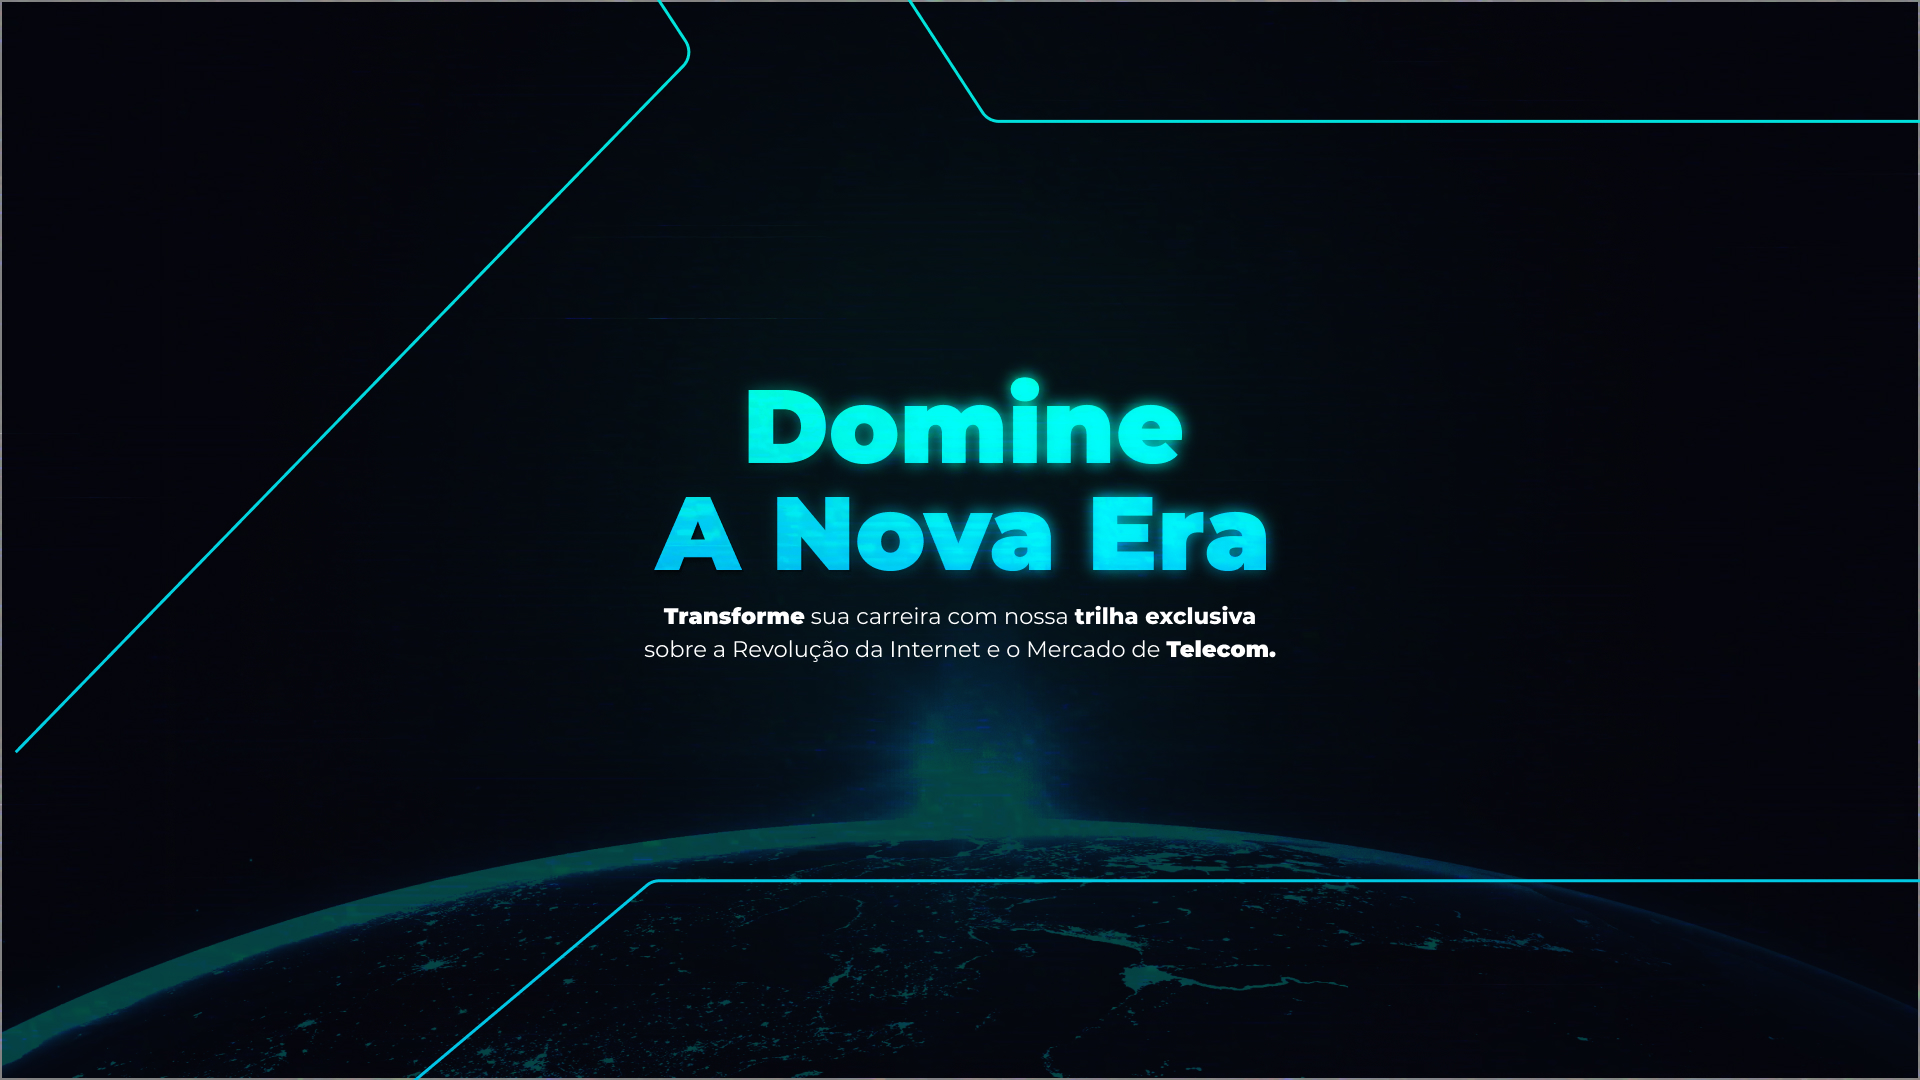 Domine
A Nova Era
Transforme sua carreira com nossa trilha exclusiva
sobre a Revolução da Internet e o Mercado de Telecom.